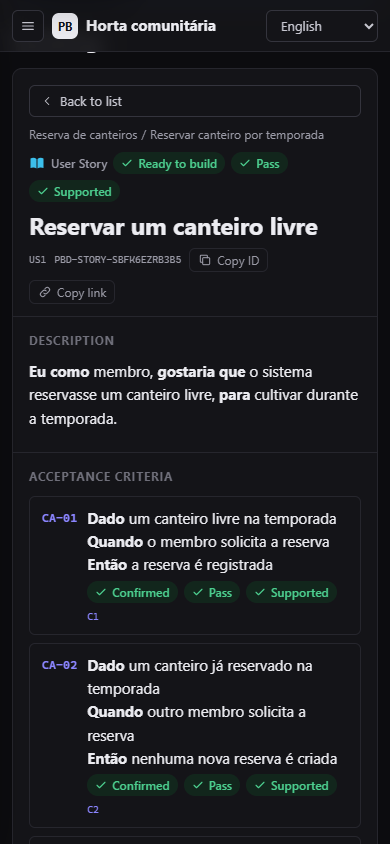 PB Horta comunitária English
Back to list
Reserva de canteiros / Reservar canteiro por temporada
User Story Ready to build Pass
Supported
Reservar um canteiro livre
US1 PBD-STORY-SBFK6EZRB3B5 Copy ID
Copy link
DESCRIPTION
Eu como membro, gostaria que o sistema
reservasse um canteiro livre, para cultivar durante
a temporada.
ACCEPTANCE CRITERIA
CA-01 Dado um canteiro livre na temporada
Quando o membro solicita a reserva
Então a reserva é registrada
Confirmed Pass Supported
C1
CA-02 Dado um canteiro já reservado na
temporada
Quando outro membro solicita a
reserva
Então nenhuma nova reserva é criada
Confirmed Pass Supported
C2